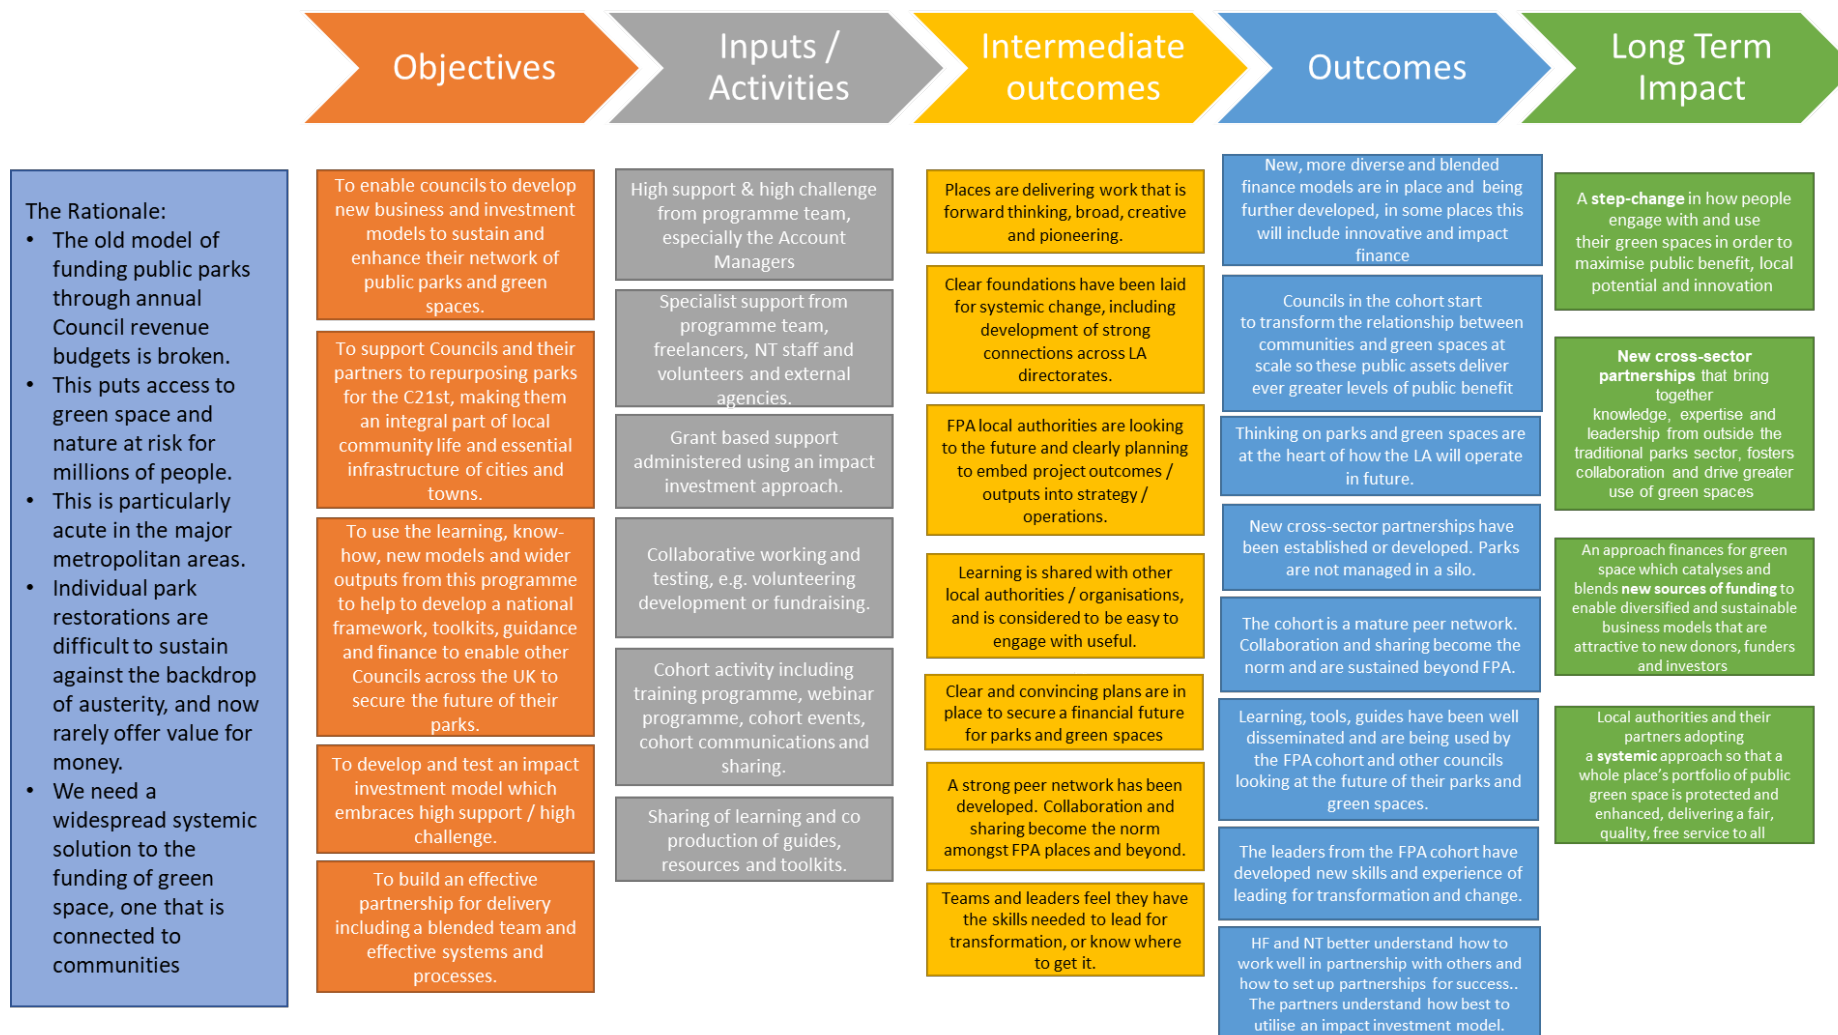 Objectives
Inputs /
Activities
Intermediate
outcomes
Outcomes
Long Term
Impact
The Rationale:
• The old model of
funding public parks
through annual
Council revenue
budgets is broken.
• This puts access to
green space and
nature at risk for
millions of people.
• This is particularly
acute in the major
metropolitan areas.
• Individual park
restorations are
difficult to sustain
against the backdrop
of austerity, and now
rarely offer value for
money.
• We need a
widespread systemic
solution to the
funding of green
space, one that is
connected to
communities
To enable councils to develop
new business and investment
models to sustain and
enhance their network of
public parks and green
spaces.
To support Councils and their
partners to repurposing parks
for the C21st, making them
an integral part of local
community life and essential
infrastructure of cities and
towns.
To use the learning, know-
how, new models and wider
outputs from this programme
to help to develop a national
framework, toolkits, guidance
and finance to enable other
Councils across the UK to
secure the future of their
parks.
To develop and test an impact
investment model which
embraces high support / high
challenge.
To build an effective
partnership for delivery
including a blended team and
effective systems and
processes.
High support & high challenge
from programme team,
especially the Account
Managers
Specialist support from
programme team,
freelancers, NT staff and
volunteers and external
agencies.
Grant based support
administered using an impact
investment approach.
Collaborative working and
testing, e.g. volunteering
development or fundraising.
Cohort activity including
training programme, webinar
programme, cohort events,
cohort communications and
sharing.
Sharing of learning and co
production of guides,
resources and toolkits.
Places are delivering work that is
forward thinking, broad, creative
and pioneering.
Clear foundations have been laid
for systemic change, including
development of strong
connections across LA
directorates.
FPA local authorities are looking
to the future and clearly planning
to embed project outcomes /
outputs into strategy /
operations.
Learning is shared with other
local authorities / organisations,
and is considered to be easy to
engage with useful.
Clear and convincing plans are in
place to secure a financial future
for parks and green spaces
A strong peer network has been
developed. Collaboration and
sharing become the norm
amongst FPA places and beyond.
Teams and leaders feel they have
the skills needed to lead for
transformation, or know where
to get it.
New, more diverse and blended
finance models are in place and being
further developed, in some places this
will include innovative and impact
finance
Councils in the cohort start
to transform the relationship between
communities and green spaces at
scale so these public assets deliver
ever greater levels of public benefit
Thinking on parks and green spaces are
at the heart of how the LA will operate
in future.
New cross-sector partnerships have
been established or developed. Parks
are not managed in a silo.
The cohort is a mature peer network.
Collaboration and sharing become the
norm and are sustained beyond FPA.
Learning, tools, guides have been well
disseminated and are being used by
the FPA cohort and other councils
looking at the future of their parks and
green spaces.
The leaders from the FPA cohort have
developed new skills and experience of
leading for transformation and change.
HF and NT better understand how to
work well in partnership with others and
how to set up partnerships for success..
The partners understand how best to
utilise an impact investment model.
A step-change in how people
engage with and use
their green spaces in order to
maximise public benefit, local
potential and innovation
New cross-sector
partnerships that bring
together
knowledge, expertise and
leadership from outside the
traditional parks sector, fosters
collaboration and drive greater
use of green spaces
An approach finances for green
space which catalyses and
blends new sources of funding to
enable diversified and sustainable
business models that are
attractive to new donors, funders
and investors
Local authorities and their
partners adopting
a systemic approach so that a
whole place's portfolio of public
green space is protected and
enhanced, delivering a fair,
quality, free service to all